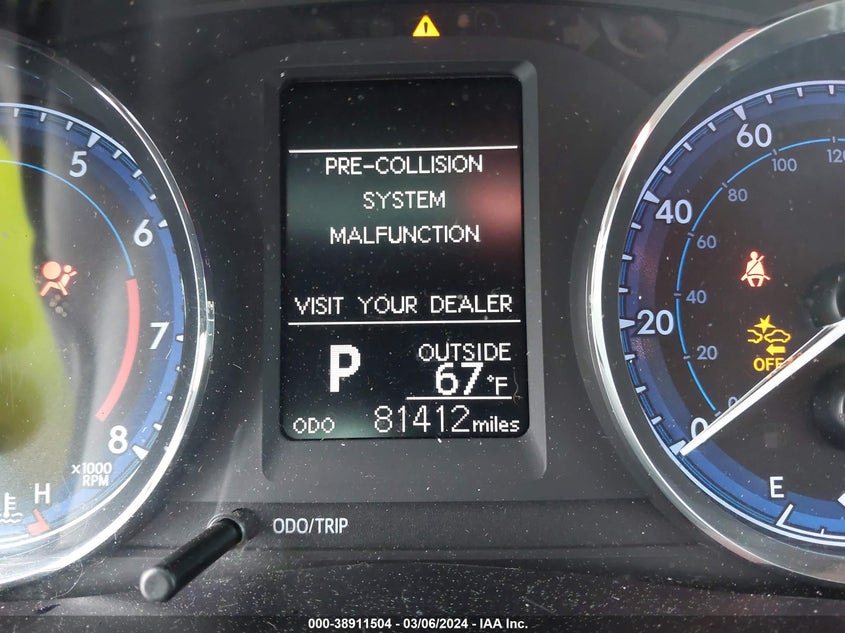 PRE-COLLISION
SYSTEM
MALFUNCTION
VISIT YOUR DEALER
P
OUTSIDE
67°F
ODO 81412 miles
5
6
7
8
x1000
RPM
H
ODO/TRIP
60
40
20
0
100
80
60
40
20
0
OFF
E
000-38911504 - 03/06/2024 - IAA Inc.